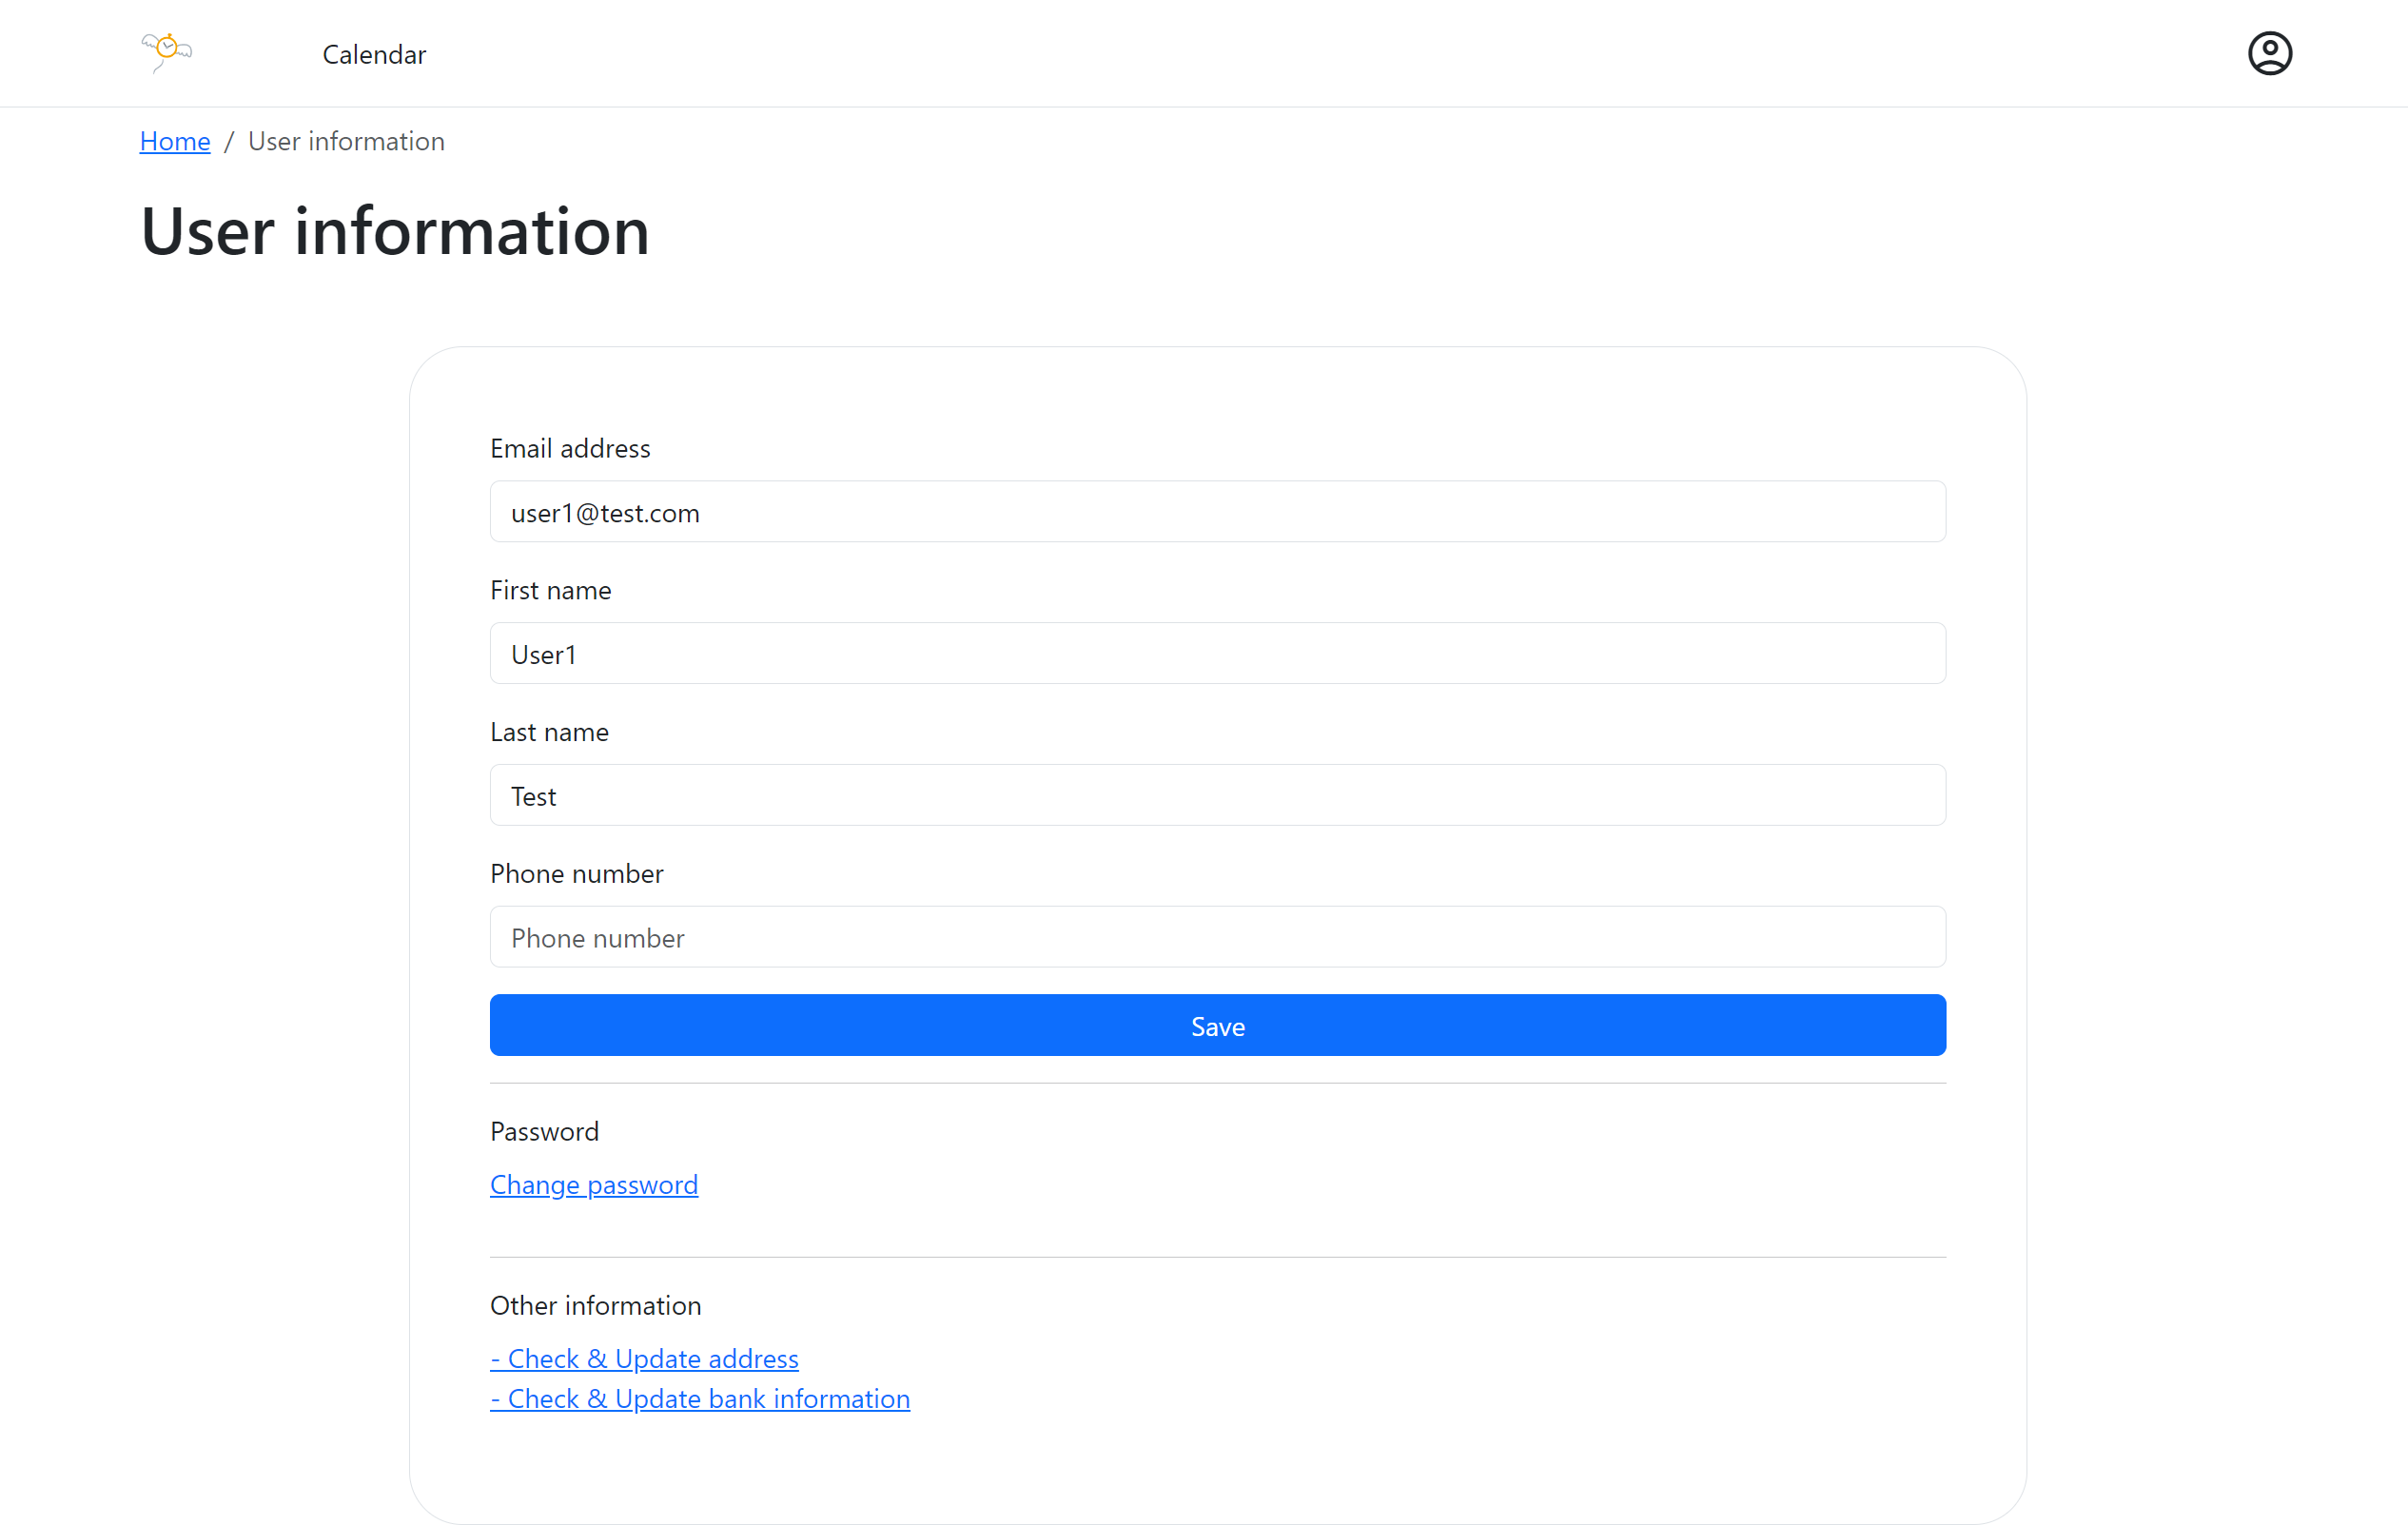 Calendar
Home / User information
User information
Email address
user1@test.com
First name
User1
Last name
Test
Phone number
Phone number
Save
Password
Change password
Other information
- Check & Update address
- Check & Update bank information